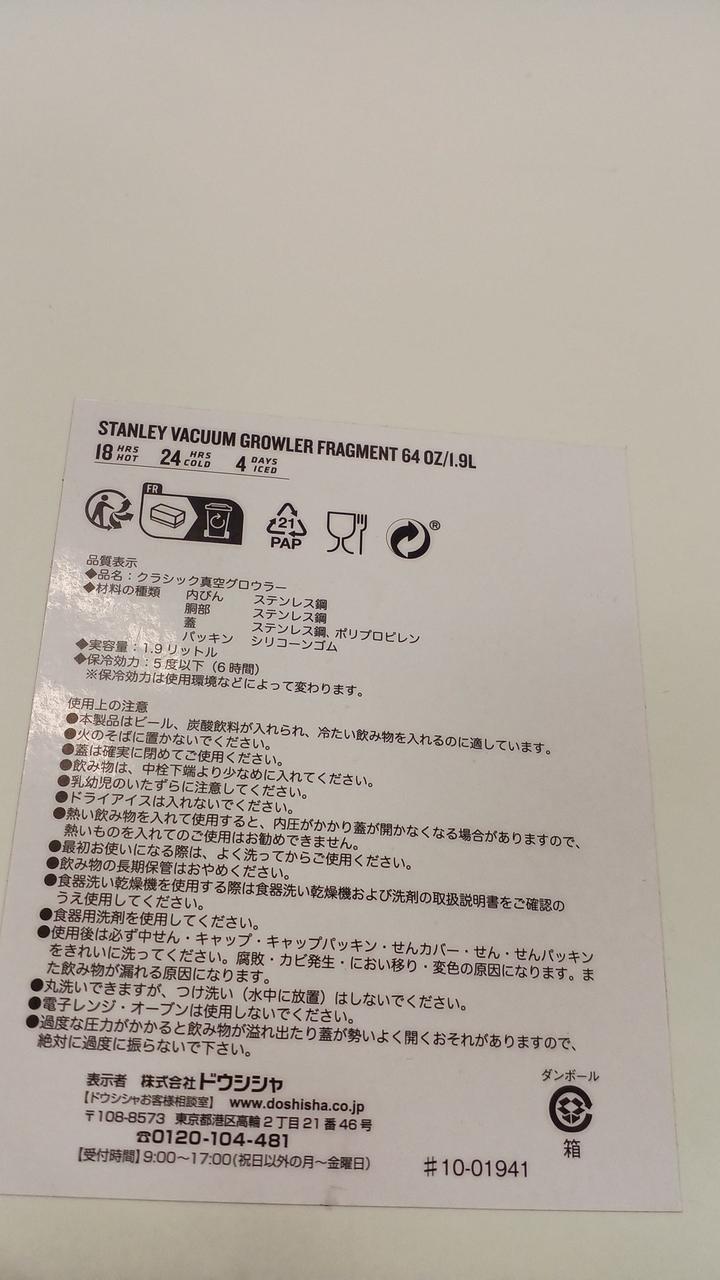 STANLEY VACUUM GROWLER FRAGMENT 64 OZ/1.9L
18 HRS HOT 24 HRS COLD 4 DAYS ICED
FR
21
PAP
®
品質表示
◆品名：クラシック真空グロウラー
◆材料の種類 内びん ステンレス鋼
胴部 ステンレス鋼
蓋 ステンレス鋼、ポリプロピレン
パッキン シリコーンゴム
◆実容量：1.9リットル
◆保冷効力：5度以下（6時間）
※保冷効力は使用環境などによって変わります。
使用上の注意
●本製品はビール、炭酸飲料が入れられ、冷たい飲み物を入れるのに適しています。
●火のそばに置かないでください。
●蓋は確実に閉めてご使用ください。
●飲み物は、中栓下端より少なめに入れてください。
●乳幼児のいたずらに注意してください。
●ドライアイスは入れないでください。
●熱い飲み物を入れて使用すると、内圧がかかり蓋が開かなくなる場合がありますので、
熱いものを入れてのご使用はお勧めできません。
●最初お使いになる際は、よく洗ってからご使用ください。
●飲み物の長期保管はおやめください。
●食器洗い乾燥機を使用する際は食器洗い乾燥機および洗剤の取扱説明書をご確認の
うえ使用してください。
●食器用洗剤を使用してください。
●使用後は必ず中せん・キャップ・キャップパッキン・せんカバー・せん・せんパッキン
をきれいに洗ってください。腐敗・カビ発生・におい移り・変色の原因になります。ま
た飲み物が漏れる原因になります。
●丸洗いできますが、つけ洗い（水中に放置）はしないでください。
●電子レンジ・オーブンは使用しないでください。
●過度な圧力がかかると飲み物が溢れ出たり蓋が勢いよく開くおそれがありますので、
絶対に過度に振らないで下さい。
表示者 株式会社ドウシシャ
【ドウシシャお客様相談室】 www.doshisha.co.jp
〒108-8573 東京都港区高輪2丁目21番46号
☎0120-104-481
【受付時間】9:00～17:00(祝日以外の月～金曜日)
ダンボール
箱
♯10-01941